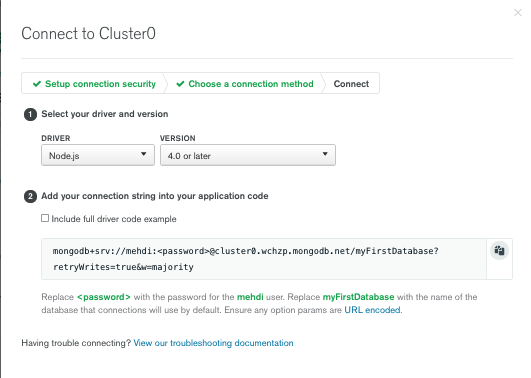 Connect to Cluster0
Setup connection security
Choose a connection method
Connect
1 Select your driver and version
DRIVER
VERSION
Node.js
4.0 or later
2 Add your connection string into your application code
Include full driver code example
mongodb+srv://mehdi:<password>@cluster0.wchzp.mongodb.net/myFirstDatabase?
retryWrites=true&w=majority
Replace <password> with the password for the mehdi user. Replace myFirstDatabase with the name of the
database that connections will use by default. Ensure any option params are URL encoded.
Having trouble connecting? View our troubleshooting documentation